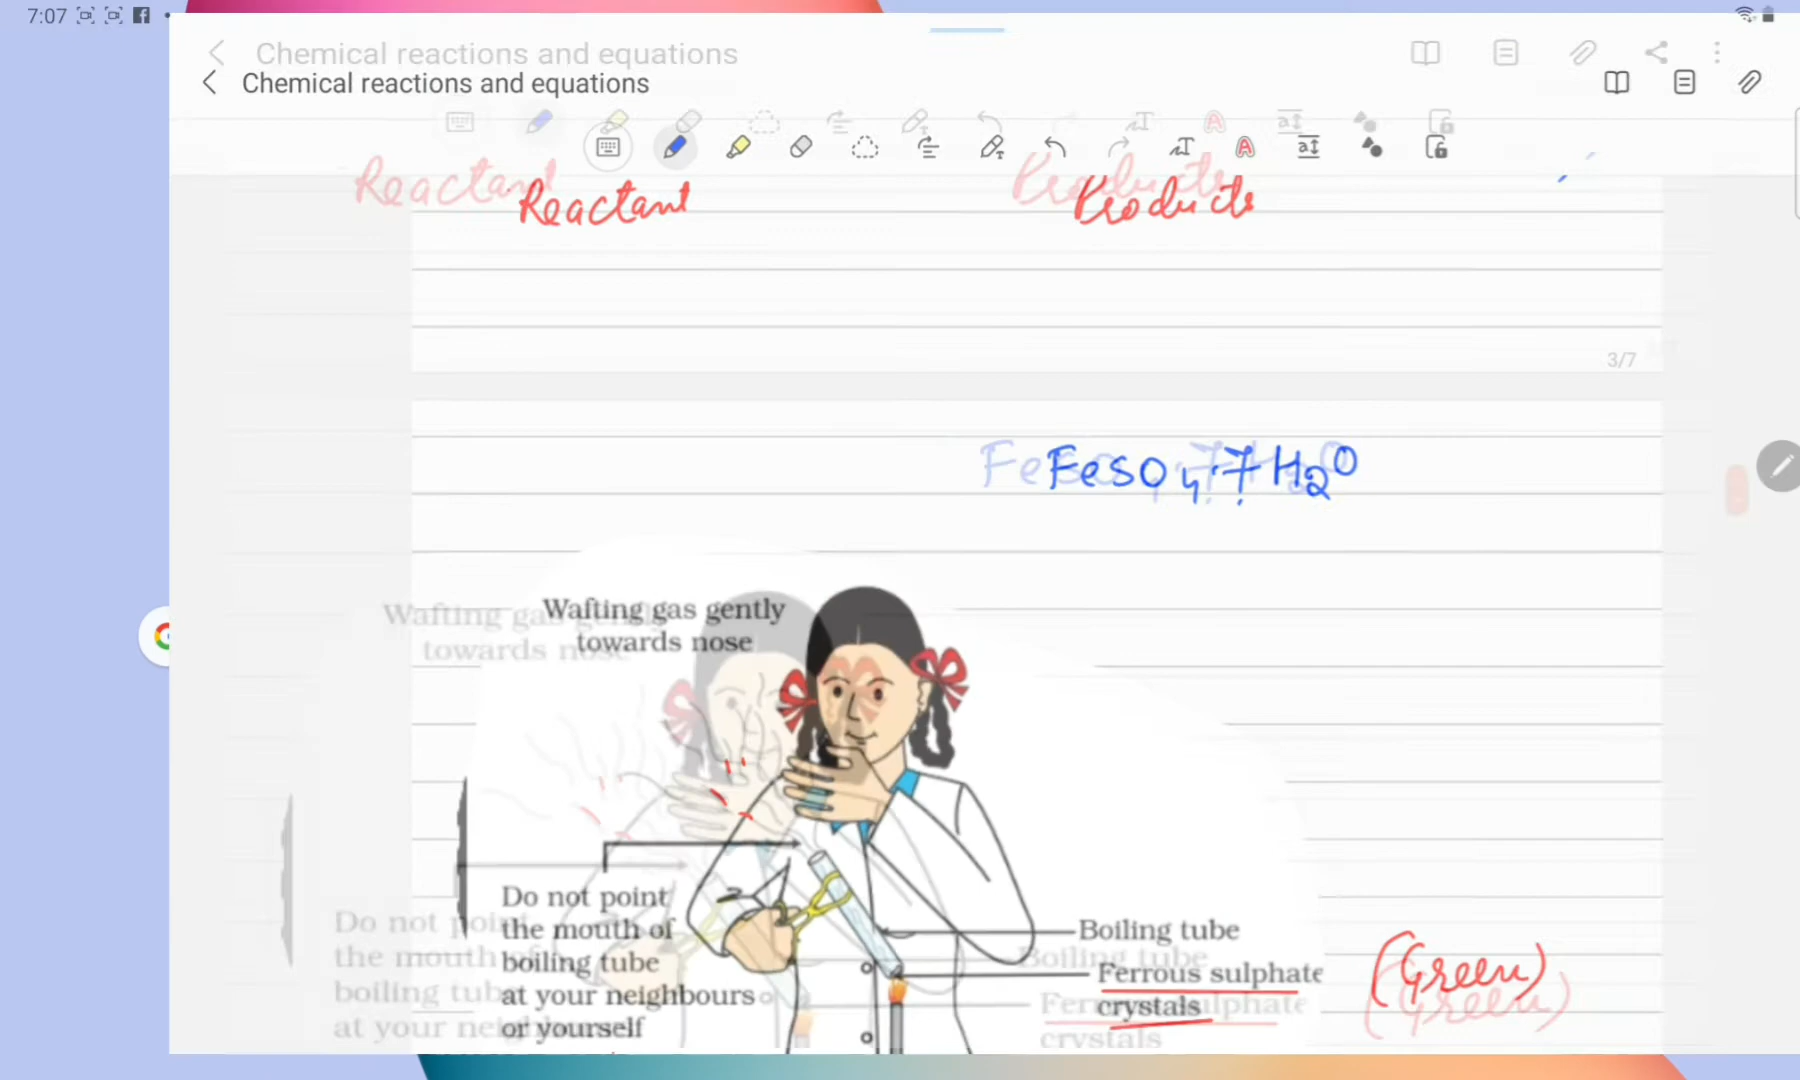 7:07
Chemical reactions and equations
Chemical reactions and equations
Reactant Products
3/7
FeSO4.7H2O
Wafting gas gently
towards nose
Do not point
the mouth of
boiling tube
at your neighbours
or yourself
Boiling tube
Ferrous sulphate
crystals
(Green)